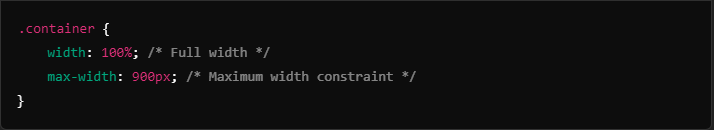 .container {
    width: 100%; /* Full width */
    max-width: 900px; /* Maximum width constraint */
}